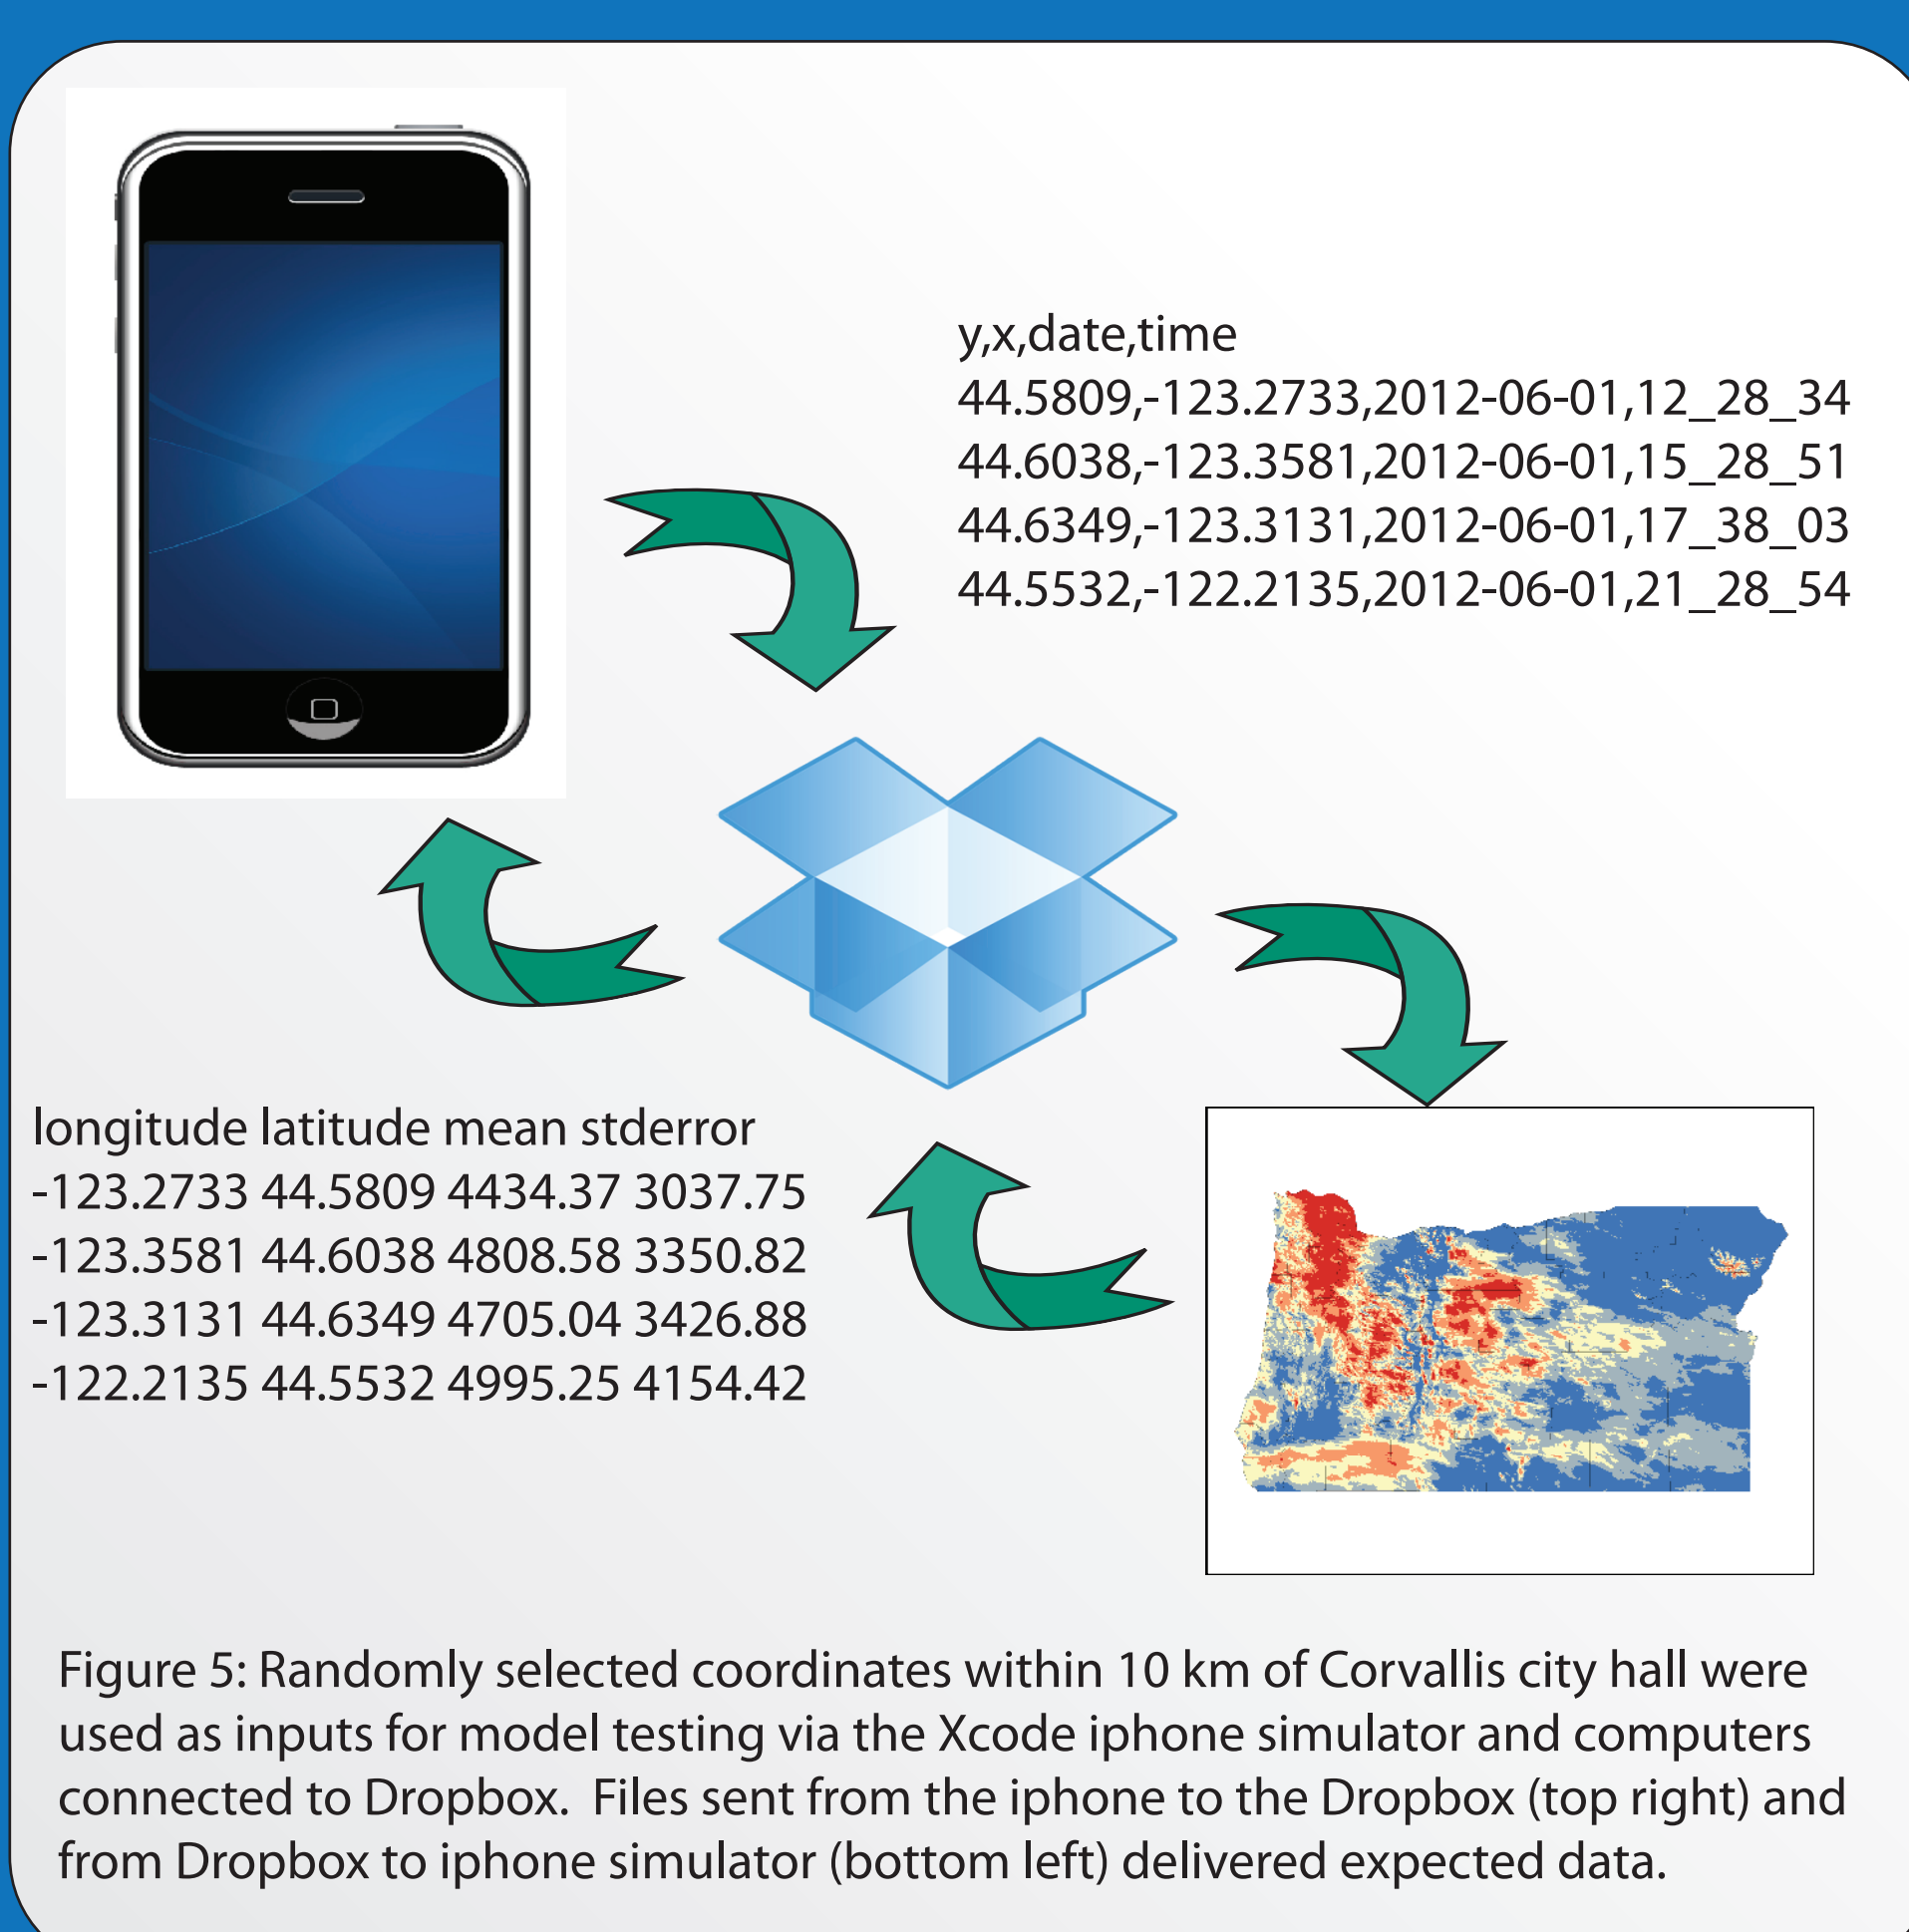 y,x,date,time
44.5809,-123.2733,2012-06-01,12_28_34
44.6038,-123.3581,2012-06-01,15_28_51
44.6349,-123.3131,2012-06-01,17_38_03
44.5532,-122.2135,2012-06-01,21_28_54
longitude latitude mean stderror
-123.2733 44.5809 4434.37 3037.75
-123.3581 44.6038 4808.58 3350.82
-123.3131 44.6349 4705.04 3426.88
-122.2135 44.5532 4995.25 4154.42
Figure 5: Randomly selected coordinates within 10 km of Corvallis city hall were
used as inputs for model testing via the Xcode iphone simulator and computers
connected to Dropbox.  Files sent from the iphone to the Dropbox (top right) and
from Dropbox to iphone simulator (bottom left) delivered expected data.